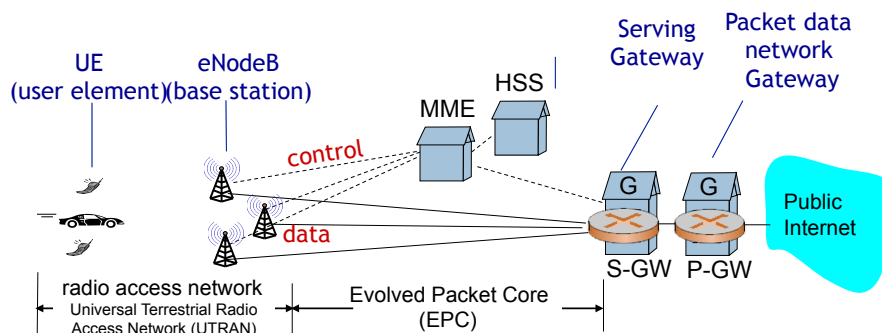 UE
(user element)
eNodeB
(base station)
Serving
Gateway
Packet data
network
Gateway
HSS
MME
control
data
G
G
Public
Internet
S-GW
P-GW
radio access network
Universal Terrestrial Radio
Access Network (UTRAN)
Evolved Packet Core
(EPC)